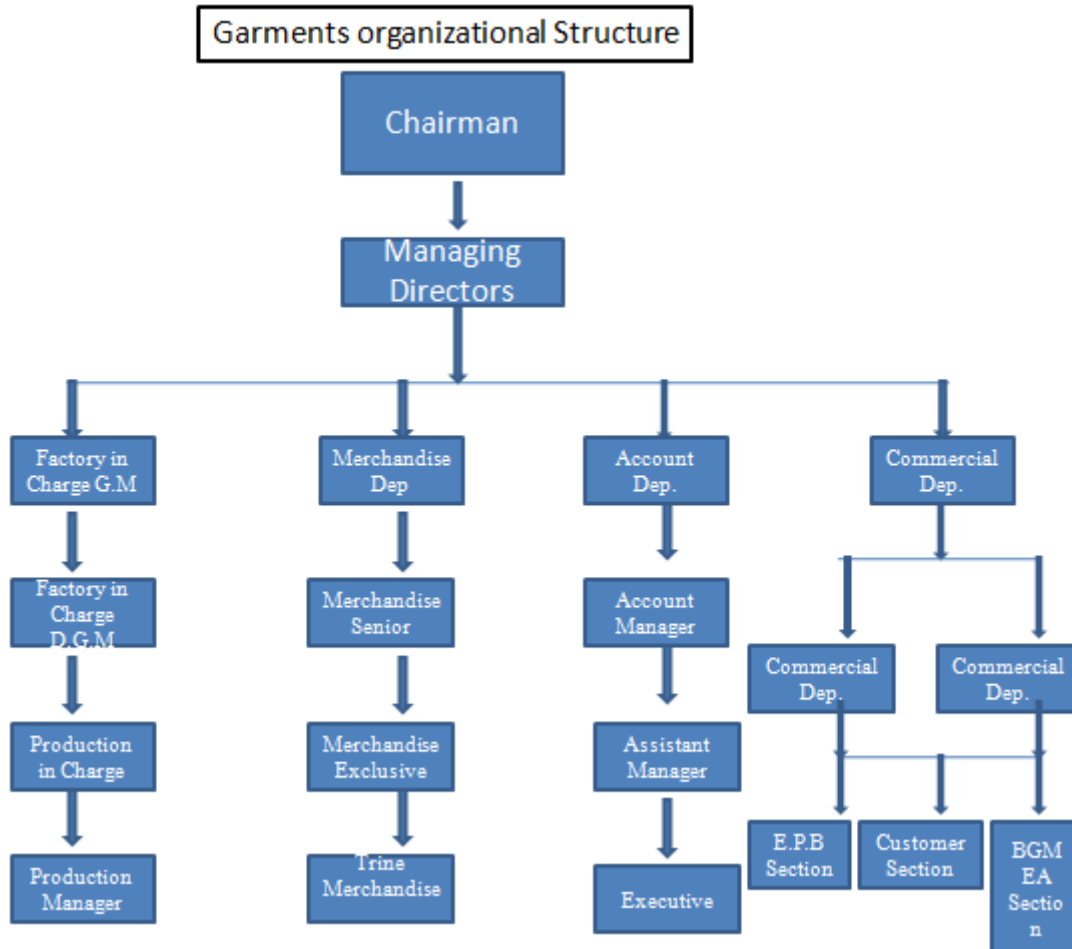 Garments organizational Structure
Chairman
Managing
Directors
Factory in
Charge G.M
Merchandise
Dep
Account
Dep.
Commercial
Dep.
Factory in
Charge
D.G.M
Merchandise
Senior
Account
Manager
Commercial
Dep.
Commercial
Dep.
Production
in Charge
Merchandise
Exclusive
Assistant
Manager
E.P.B
Section
Customer
Section
BGM
EA
Sectio
n
Production
Manager
Trine
Merchandise
Executive